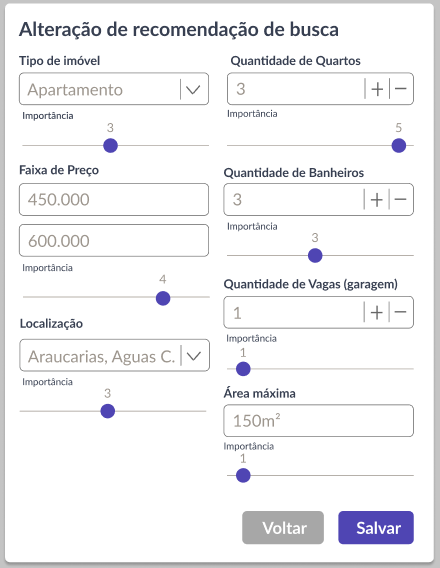 Alteração de recomendação de busca
Tipo de imóvel
Apartamento
Importância
3
Faixa de Preço
450.000
600.000
Importância
4
Localização
Araucarias, Aguas C.
Importância
3
Quantidade de Quartos
3
Importância
5
Quantidade de Banheiros
3
Importância
3
Quantidade de Vagas (garagem)
1
Importância
1
Área máxima
150m²
Importância
1
Voltar
Salvar